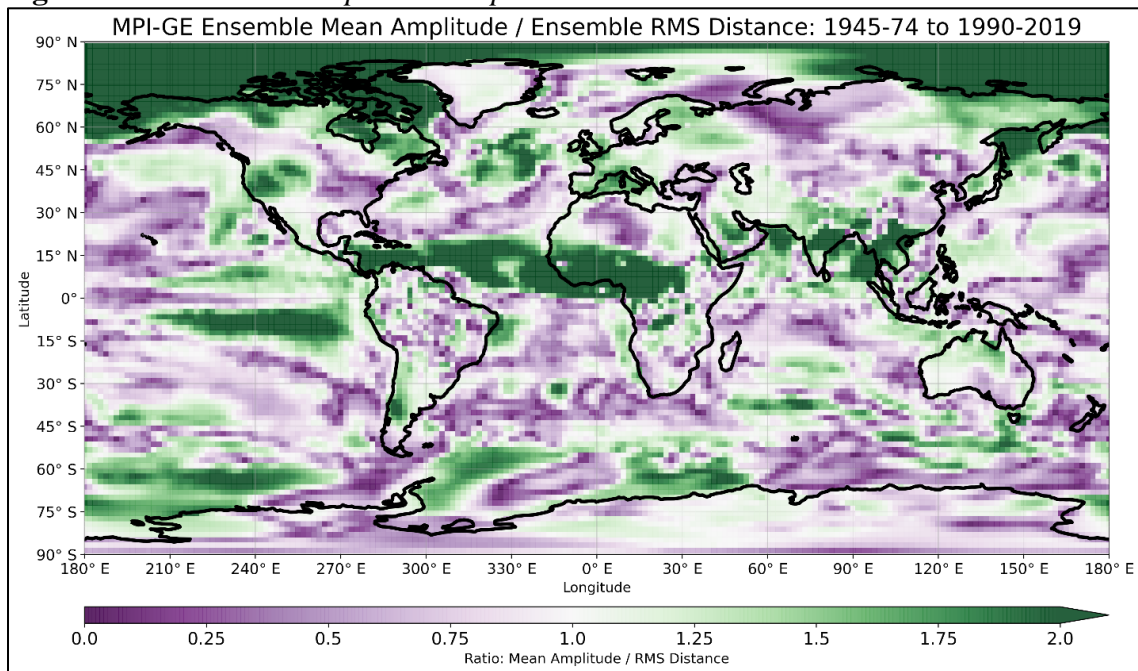 MPI-GE Ensemble Mean Amplitude / Ensemble RMS Distance: 1945-74 to 1990-2019
90° N
75° N
60° N
45° N
30° N
15° N
0°
15° S
30° S
45° S
60° S
75° S
90° S
Latitude
180° E 210° E 240° E 270° E 300° E 330° E 0° E 30° E 60° E 90° E 120° E 150° E 180° E
Longitude
0.0 0.25 0.5 0.75 1.0 1.25 1.5 1.75 2.0
Ratio: Mean Amplitude / RMS Distance